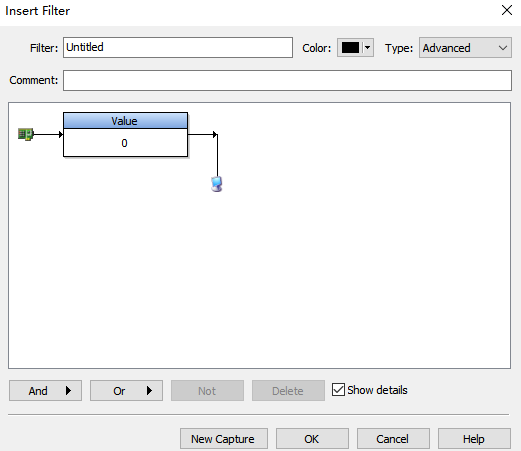 Insert Filter
Filter: Untitled Color: Type: Advanced
Comment:
Value
0
And Or Not Delete Show details
New Capture OK Cancel Help